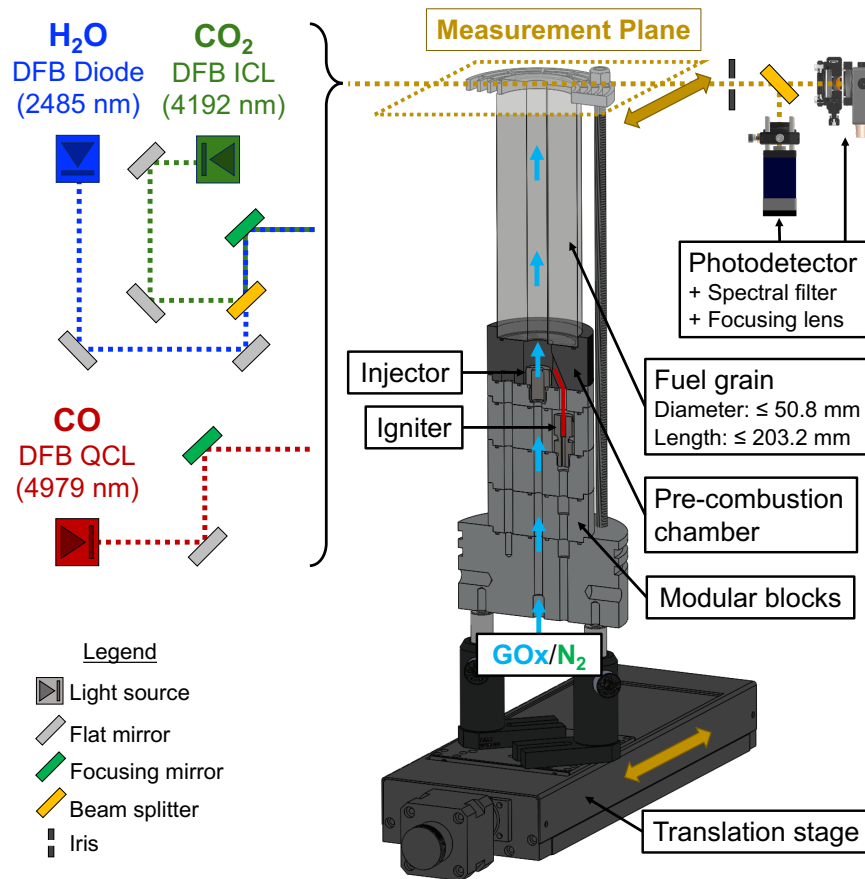 H₂O
DFB Diode
(2485 nm)
CO₂
DFB ICL
(4192 nm)
CO
DFB QCL
(4979 nm)
Legend
Light source
Flat mirror
Focusing mirror
Beam splitter
Iris
Measurement Plane
Photodetector
+ Spectral filter
+ Focusing lens
Injector
Igniter
Fuel grain
Diameter: ≤ 50.8 mm
Length: ≤ 203.2 mm
Pre-combustion
chamber
Modular blocks
GOx/N₂
Translation stage